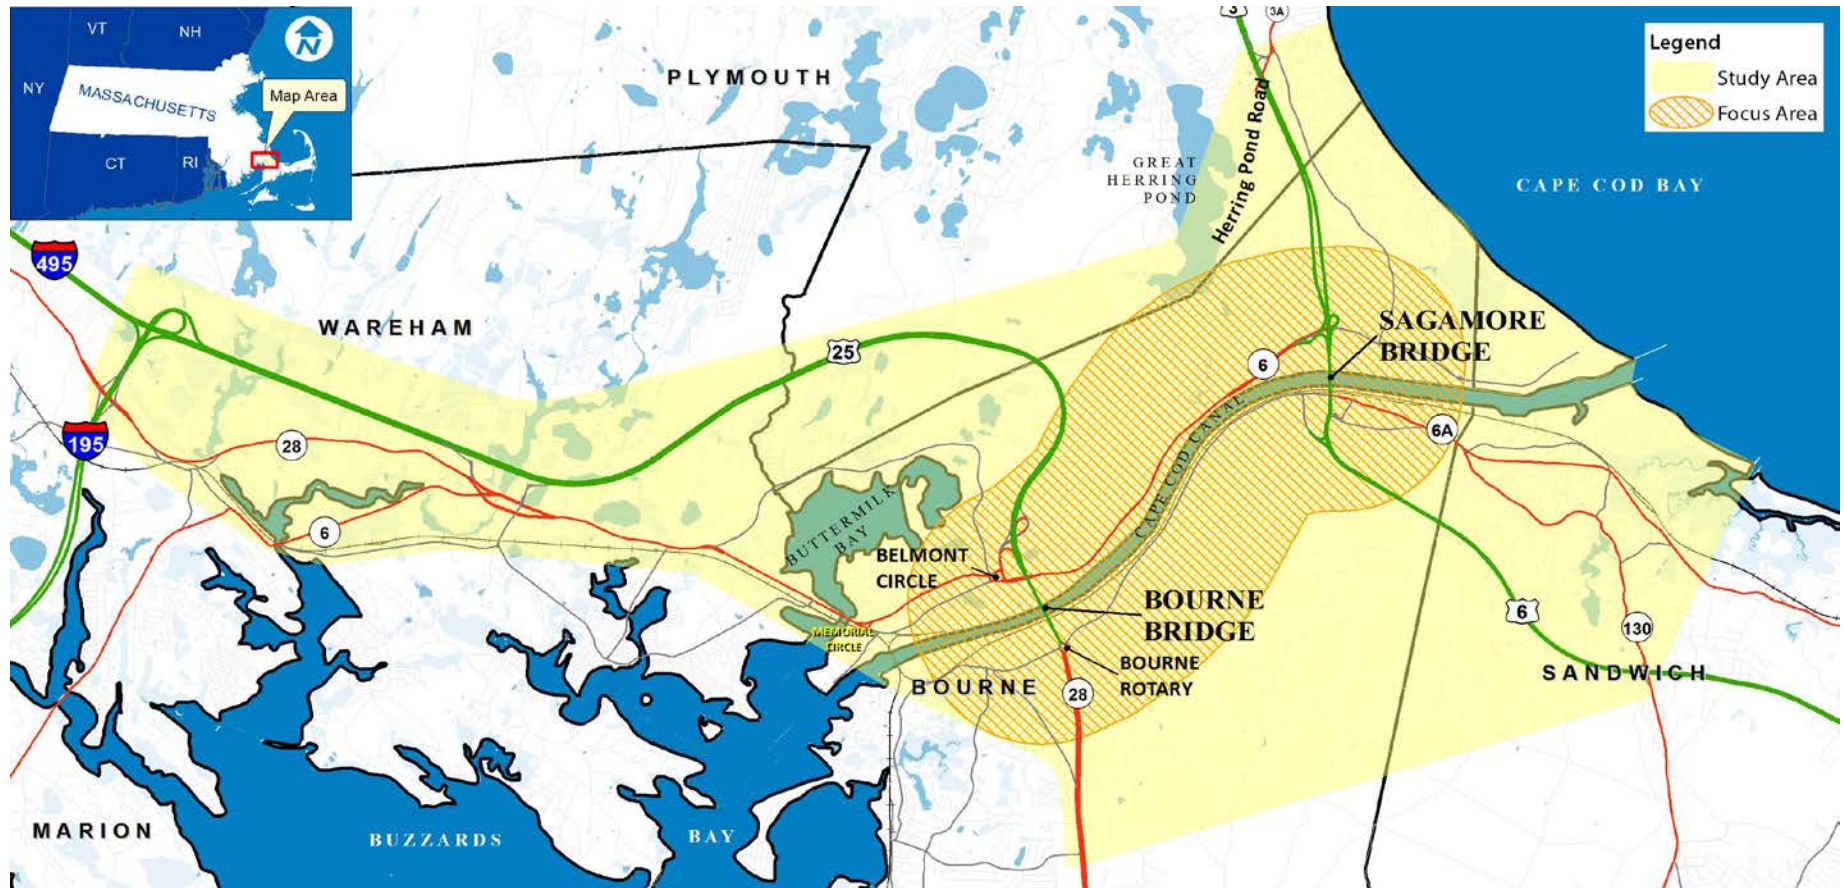 VT
NH
N
NY
MASSACHUSETTS
Map Area
CT
RI
PLYMOUTH
3
3A
Herring Pond Road
GREAT
HERRING
POND
Legend
Study Area
Focus Area
CAPE COD BAY
495
WAREHAM
25
SAGAMORE
BRIDGE
6
195
28
6A
CAPE COD CANAL
6
BUTTERMILK
BAY
BELMONT
CIRCLE
BOURNE
BRIDGE
MEMORIAL
CIRCLE
BOURNE
ROTARY
BOURNE
28
6
130
SANDWICH
MARION
BUZZARDS
BAY